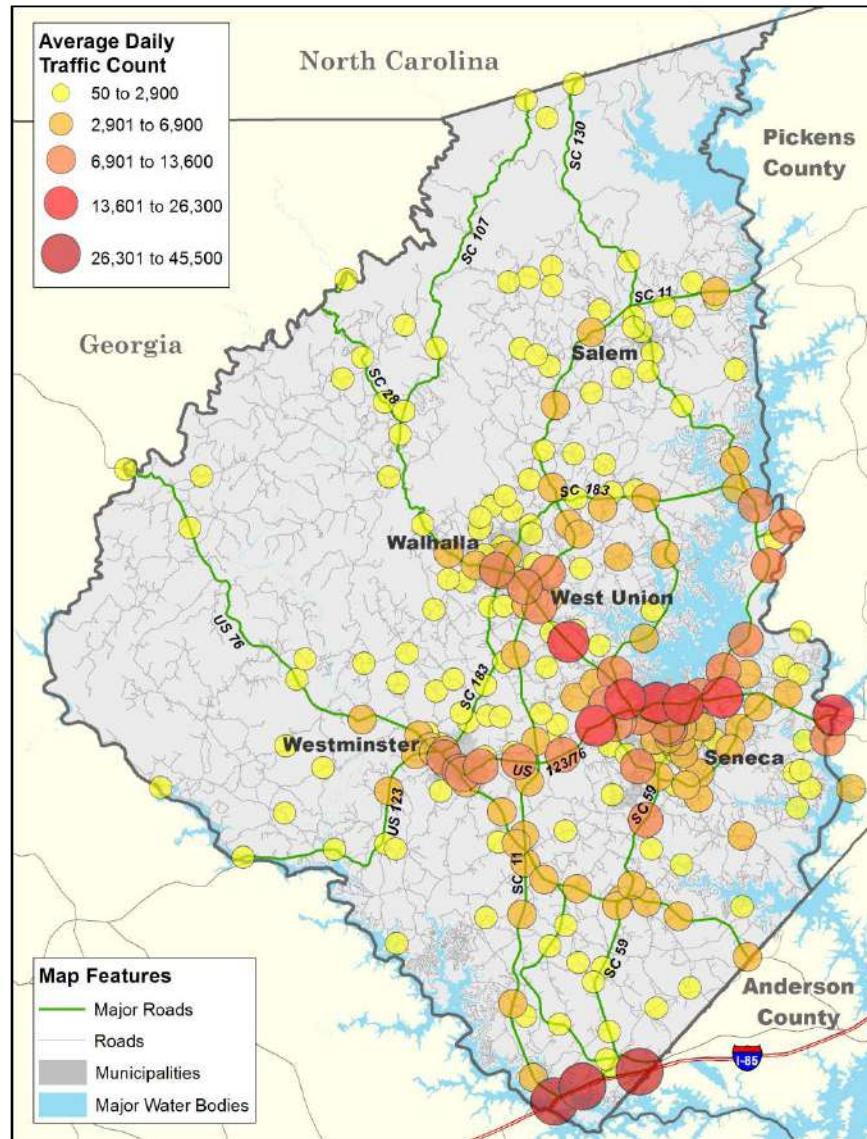 Average Daily
Traffic Count
50 to 2,900
2,901 to 6,900
6,901 to 13,600
13,601 to 26,300
26,301 to 45,500
North Carolina
Pickens
County
SC 130
SC 107
SC 11
Georgia
Salem
SC 28
SC 183
Walhalla
West Union
US 76
SC 183
Westminster
US 123/76
Seneca
US 123
SC 59
SC 11
SC 59
Anderson
County
I-85
Map Features
Major Roads
Roads
Municipalities
Major Water Bodies